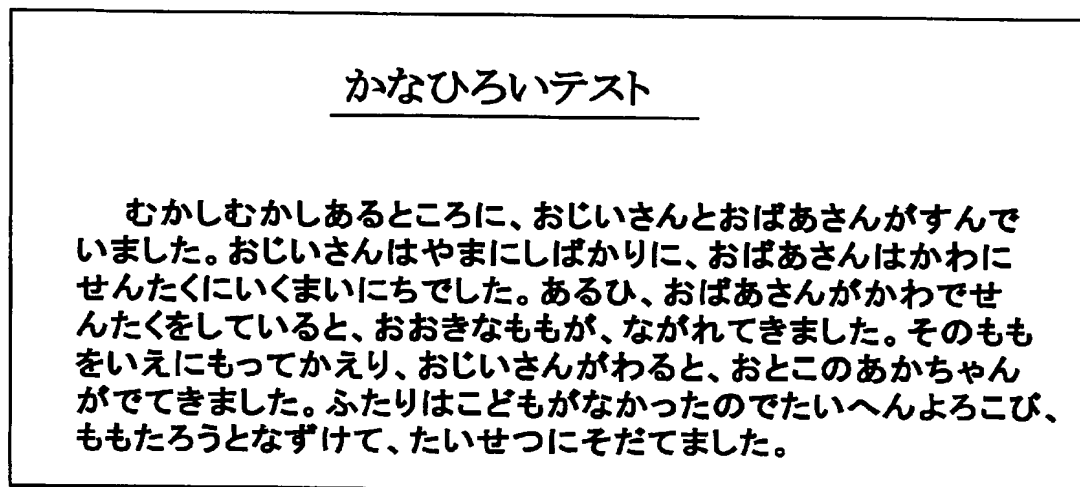 かなひろいテスト
むかしむかしあるところに、おじいさんとおばあさんがすんで
いました。おじいさんはやまにしばかりに、おばあさんはかわに
せんたくにいくまいにちでした。あるひ、おばあさんがかわでせ
んたくをしていると、おおきなももが、ながれてきました。そのもも
をいえにもってかえり、おじいさんがわると、おとこのあかちゃん
がでてきました。ふたりはこどもがなかったのでたいへんよろこび、
ももたろうとなずけて、たいせつにそだてました。